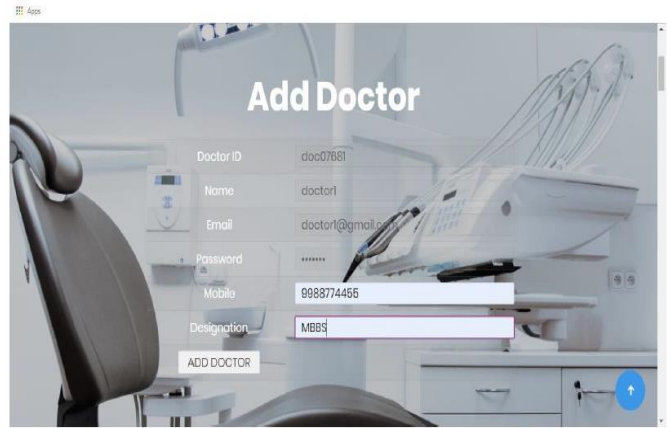 Apps
Add Doctor
Doctor ID doc07681
Name doctor1
Email doctor1@gmail.com
Password •••••••
Mobile 9988774455
Designation MBBS
ADD DOCTOR